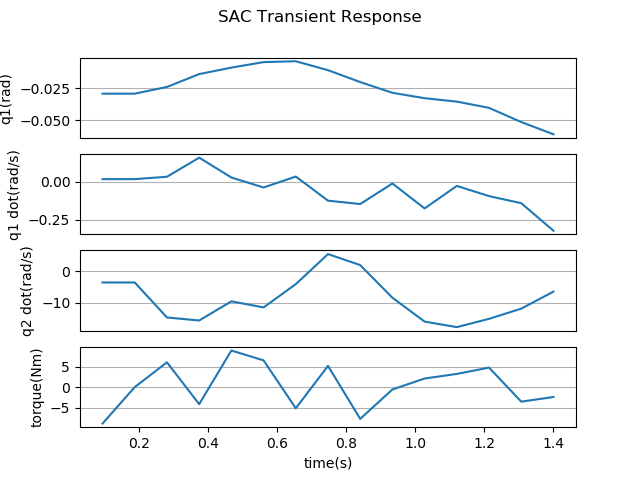 SAC Transient Response
q1(rad)
−0.025
−0.050
q1 dot(rad/s)
0.00
−0.25
q2 dot(rad/s)
0
−10
torque(Nm)
5
0
−5
0.2 0.4 0.6 0.8 1.0 1.2 1.4
time(s)